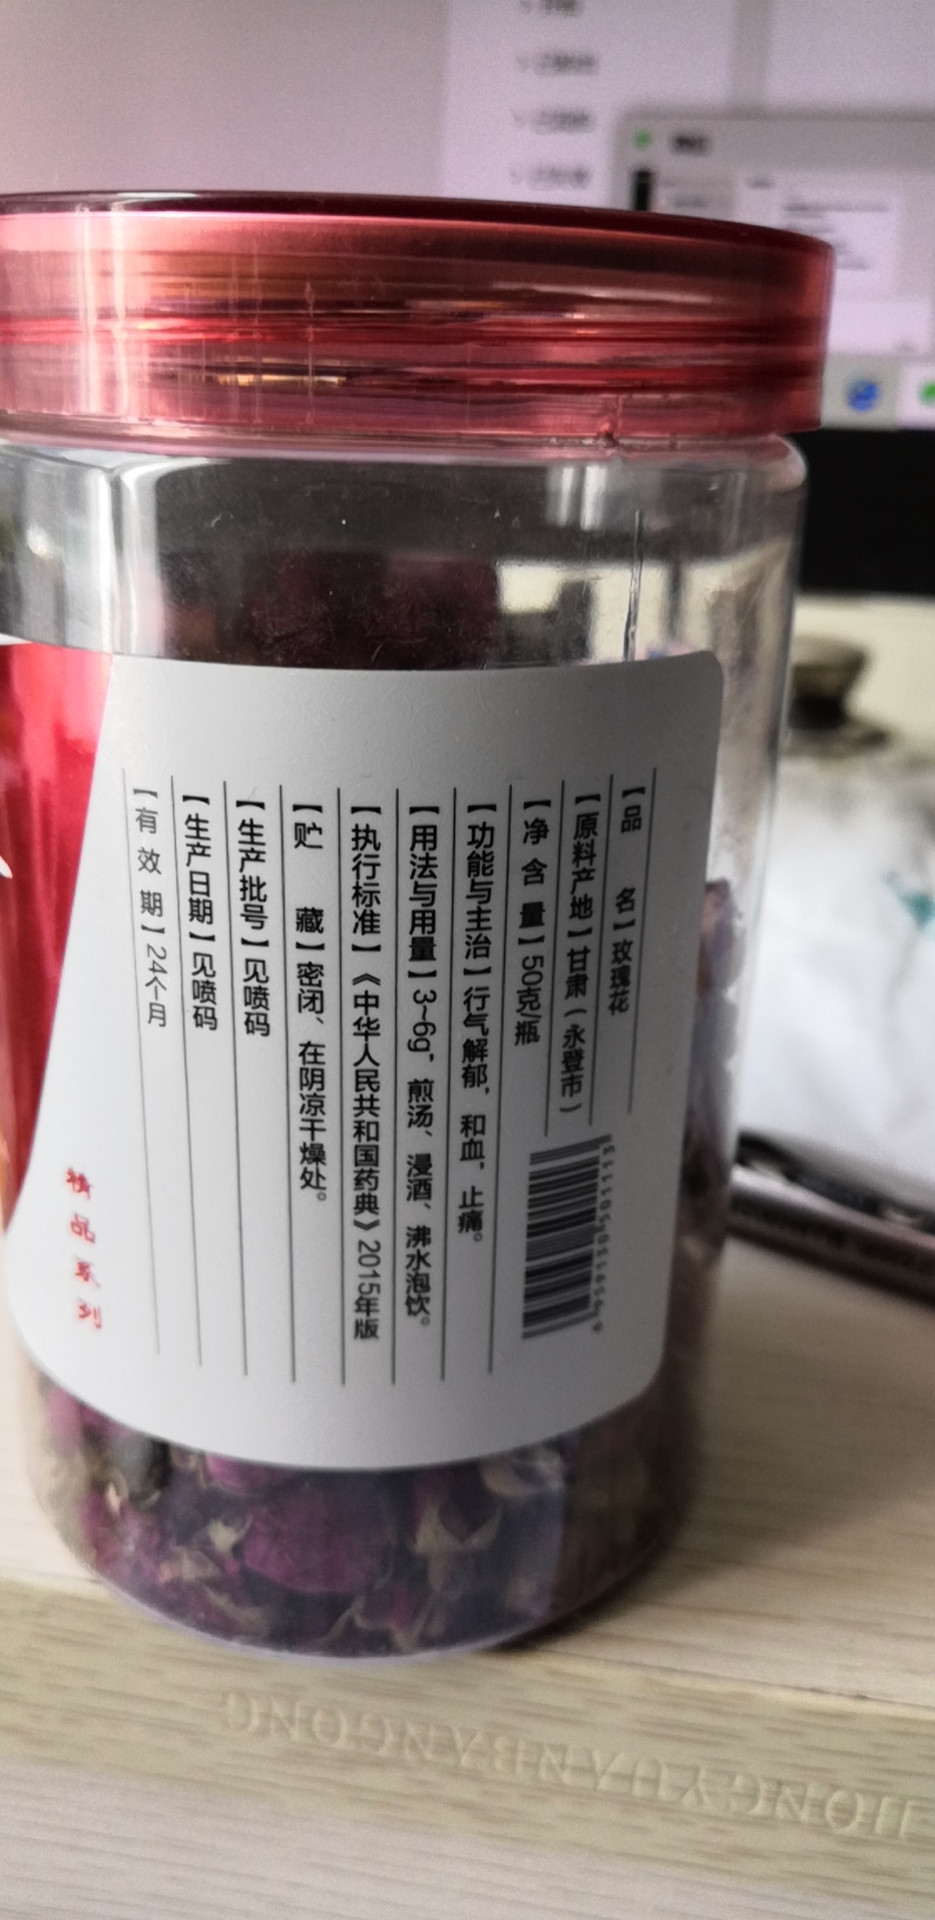 【品名】玫瑰花
【原料产地】甘肃(永登市)
【净含量】50克/瓶
【功能与主治】行气解郁,和血,止痛。
【用法与用量】3~6g,煎汤、浸酒、沸水泡饮。
【执行标准】《中华人民共和国药典》2015年版
【贮藏】密闭、在阴凉干燥处。
【生产批号】见喷码
【生产日期】见喷码
【有效期】24个月
精品系列